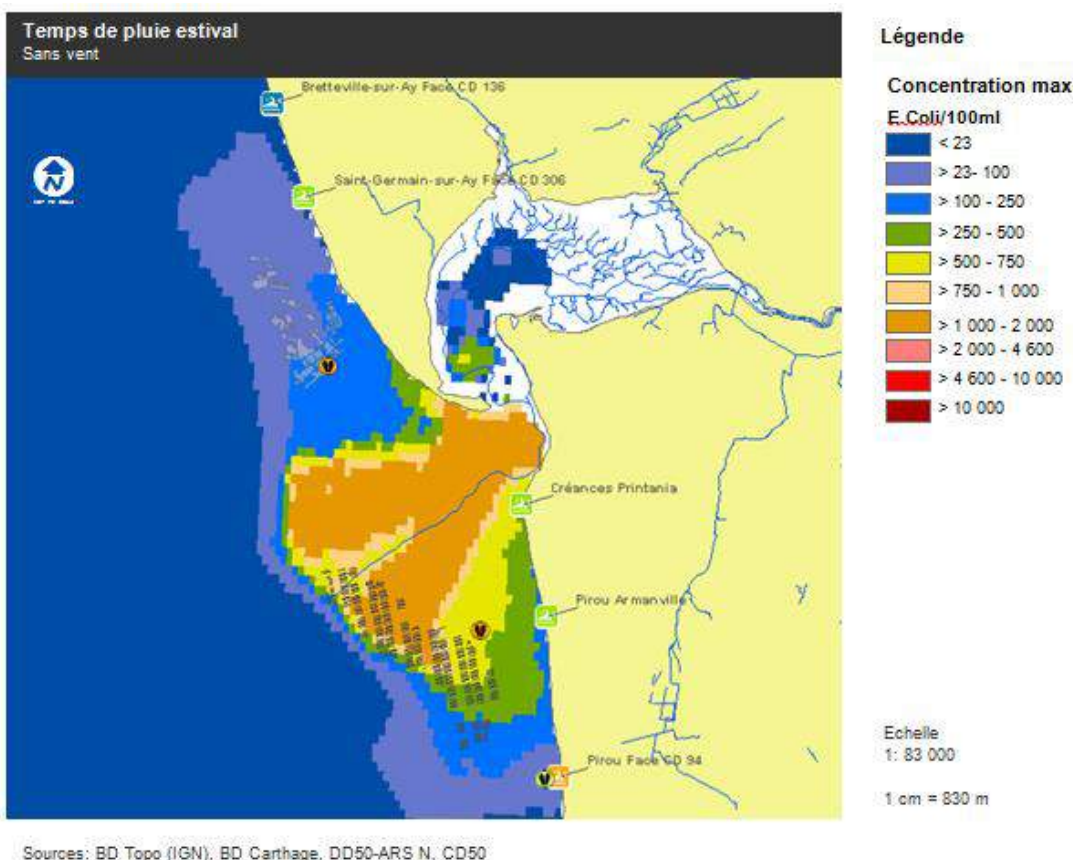 Temps de pluie estival
Sans vent
Bretteville-sur-Ay Face CD 136
Saint-Germain-sur-Ay Face CD 306
Créances Printania
Pirou Armanville
Pirou Face CD 94
N
Légende
Concentration max
E.Coli/100ml
< 23
> 23- 100
> 100 - 250
> 250 - 500
> 500 - 750
> 750 - 1 000
> 1 000 - 2 000
> 2 000 - 4 600
> 4 600 - 10 000
> 10 000
Echelle
1: 83 000
1 cm = 830 m
Sources: BD Topo (IGN), BD Carthage, DD50-ARS N, CD50